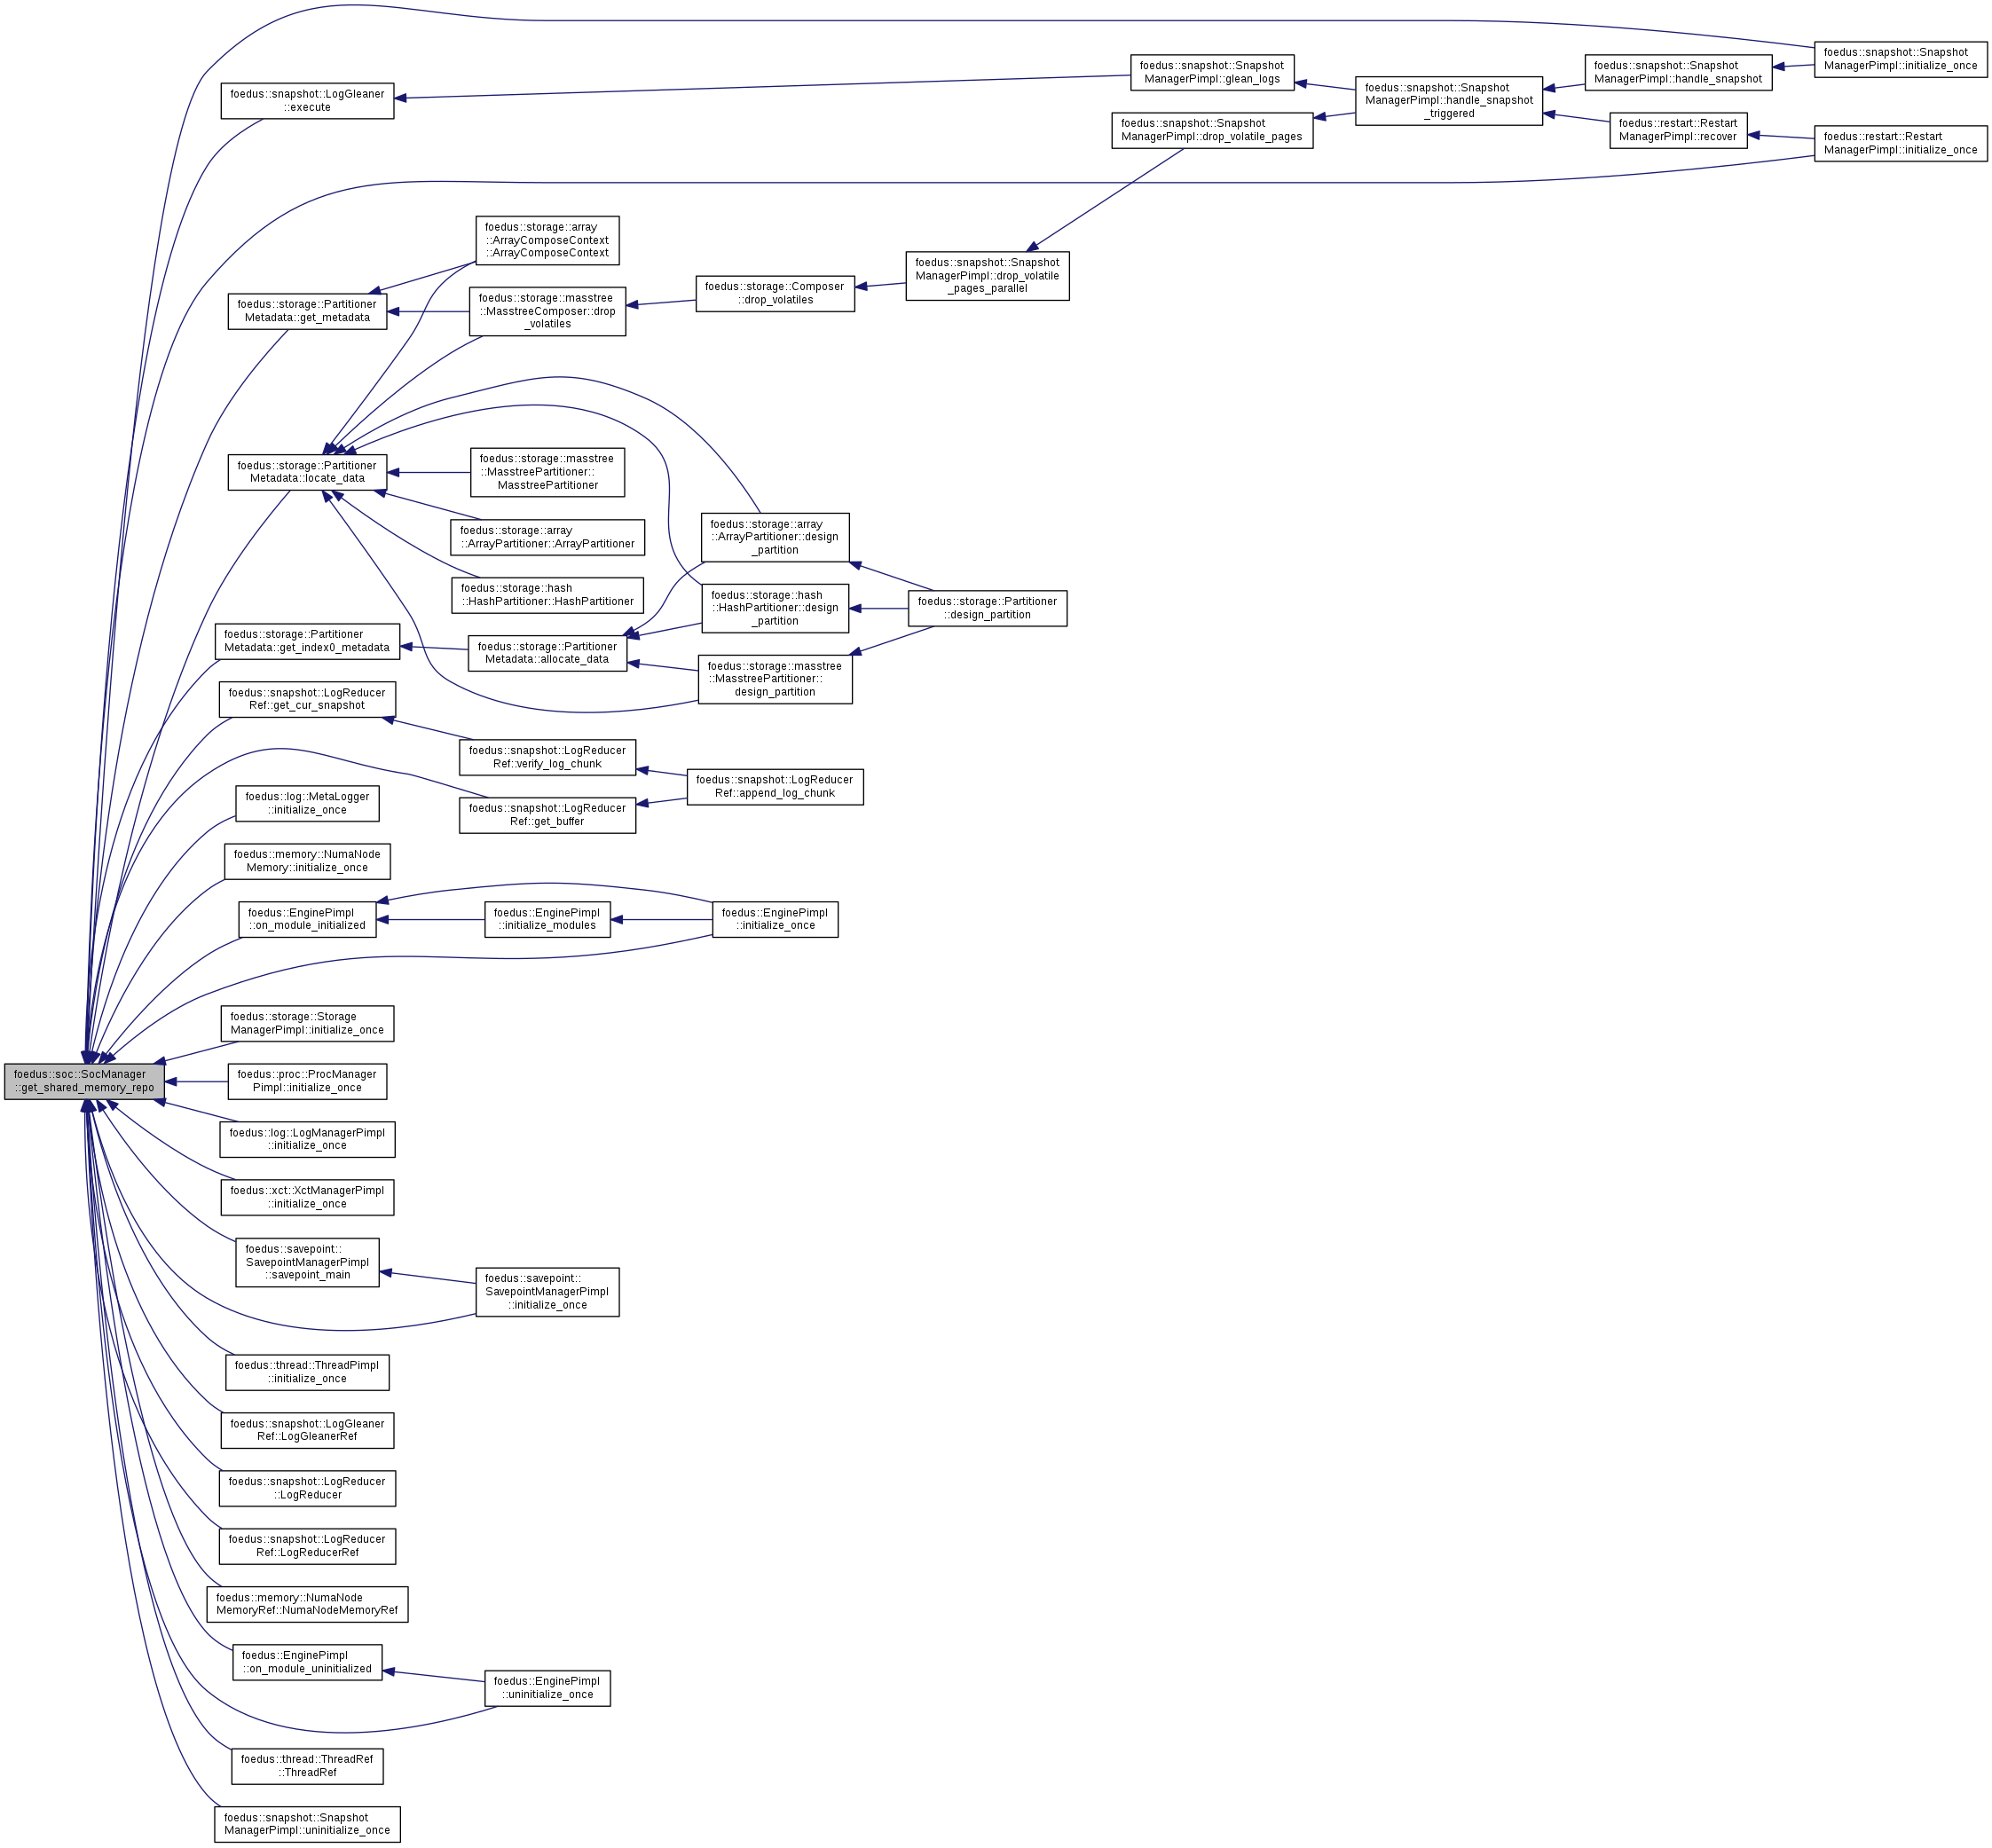 foedus::snapshot::Snapshot
ManagerPimpl::initialize_once
foedus::snapshot::LogGleaner
::execute
foedus::snapshot::Snapshot
ManagerPimpl::glean_logs
foedus::snapshot::Snapshot
ManagerPimpl::handle_snapshot
_triggered
foedus::snapshot::Snapshot
ManagerPimpl::handle_snapshot
foedus::snapshot::Snapshot
ManagerPimpl::drop_volatile_pages
foedus::restart::Restart
ManagerPimpl::recover
foedus::restart::Restart
ManagerPimpl::initialize_once
foedus::storage::array
::ArrayComposeContext
::ArrayComposeContext
foedus::storage::Partitioner
Metadata::get_metadata
foedus::storage::masstree
::MasstreeComposer::drop
_volatiles
foedus::storage::Composer
::drop_volatiles
foedus::snapshot::Snapshot
ManagerPimpl::drop_volatile
_pages_parallel
foedus::storage::Partitioner
Metadata::locate_data
foedus::storage::masstree
::MasstreePartitioner::
MasstreePartitioner
foedus::storage::array
::ArrayPartitioner::ArrayPartitioner
foedus::storage::hash
::HashPartitioner::HashPartitioner
foedus::storage::array
::ArrayPartitioner::design
_partition
foedus::storage::hash
::HashPartitioner::design
_partition
foedus::storage::Partitioner
::design_partition
foedus::storage::Partitioner
Metadata::get_index0_metadata
foedus::storage::Partitioner
Metadata::allocate_data
foedus::storage::masstree
::MasstreePartitioner::
design_partition
foedus::snapshot::LogReducer
Ref::get_cur_snapshot
foedus::snapshot::LogReducer
Ref::verify_log_chunk
foedus::snapshot::LogReducer
Ref::append_log_chunk
foedus::log::MetaLogger
::initialize_once
foedus::snapshot::LogReducer
Ref::get_buffer
foedus::memory::NumaNode
Memory::initialize_once
foedus::EnginePimpl
::on_module_initialized
foedus::EnginePimpl
::initialize_modules
foedus::EnginePimpl
::initialize_once
foedus::storage::Storage
ManagerPimpl::initialize_once
foedus::soc::SocManager
::get_shared_memory_repo
foedus::proc::ProcManager
Pimpl::initialize_once
foedus::log::LogManagerPimpl
::initialize_once
foedus::xct::XctManagerPimpl
::initialize_once
foedus::savepoint::
SavepointManagerPimpl
::savepoint_main
foedus::savepoint::
SavepointManagerPimpl
::initialize_once
foedus::thread::ThreadPimpl
::initialize_once
foedus::snapshot::LogGleaner
Ref::LogGleanerRef
foedus::snapshot::LogReducer
::LogReducer
foedus::snapshot::LogReducer
Ref::LogReducerRef
foedus::memory::NumaNode
MemoryRef::NumaNodeMemoryRef
foedus::EnginePimpl
::on_module_uninitialized
foedus::EnginePimpl
::uninitialize_once
foedus::thread::ThreadRef
::ThreadRef
foedus::snapshot::Snapshot
ManagerPimpl::uninitialize_once